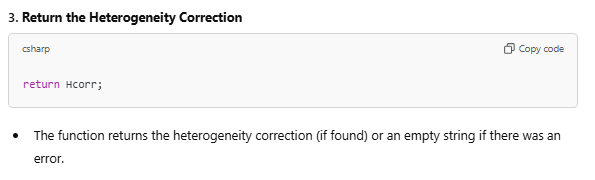 3. Return the Heterogeneity Correction
csharp Copy code
return Hcorr;
• The function returns the heterogeneity correction (if found) or an empty string if there was an
error.